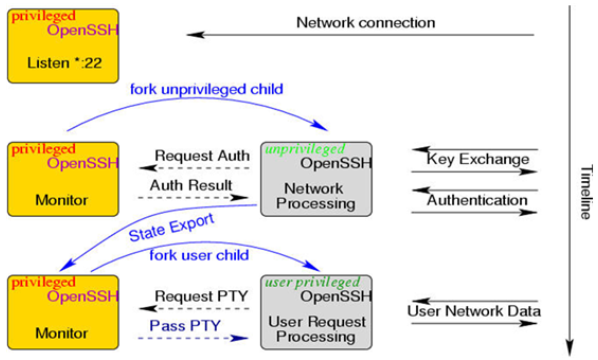 privileged
OpenSSH
Listen *:22
Network connection
fork unprivileged child
privileged
OpenSSH
Monitor
Request Auth
Auth Result
unprivileged
OpenSSH
Network
Processing
Key Exchange
Authentication
State Export
fork user child
privileged
OpenSSH
Monitor
Request PTY
Pass PTY
user privileged
OpenSSH
User Request
Processing
User Network Data
Timeline